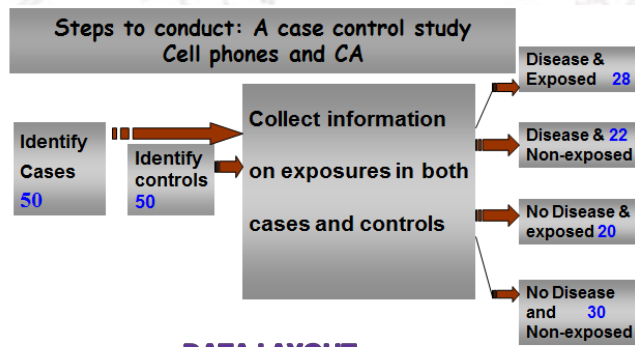 Steps to conduct: A case control study
Cell phones and CA
Identify
Cases
50
Identify
controls
50
Collect information
on exposures in both
cases and controls
Disease &
Exposed 28
Disease & 22
Non-exposed
No Disease &
exposed 20
No Disease
and 30
Non-exposed
DATA LAYOUT